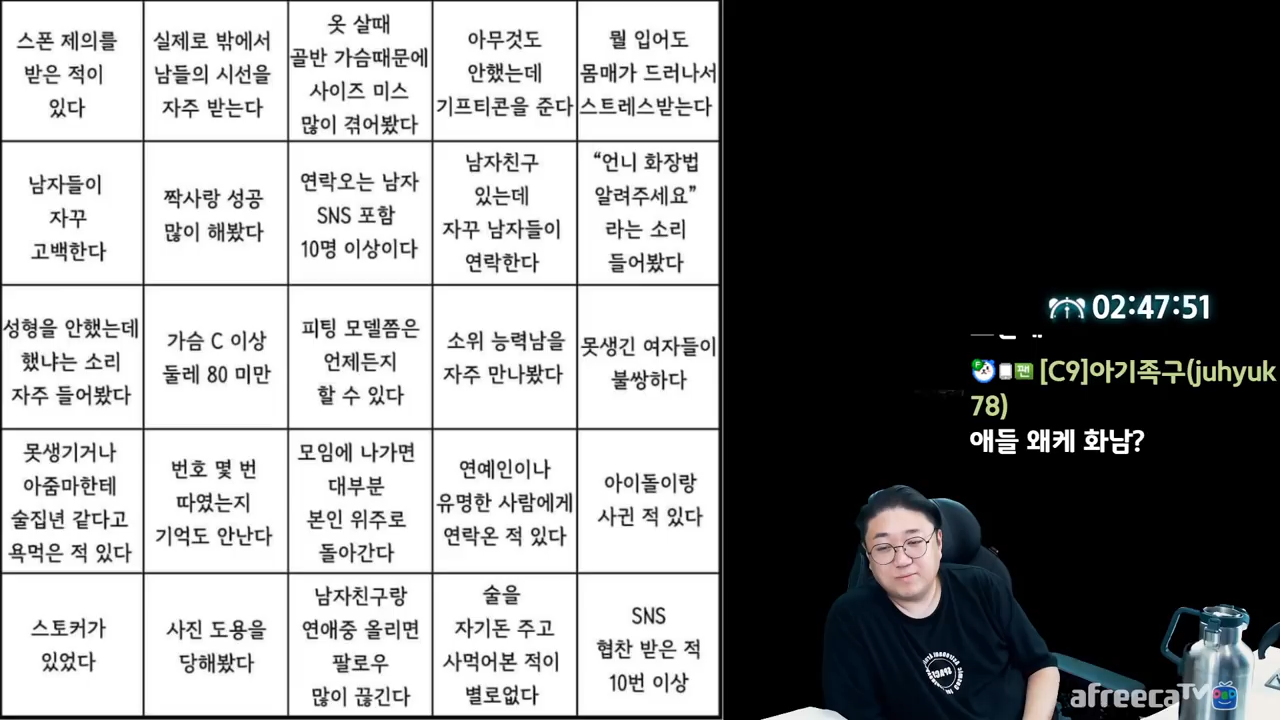 스폰 제의를
받은 적이
있다
실제로 밖에서
남들의 시선을
자주 받는다
옷 살때
골반 가슴때문에
사이즈 미스
많이 겪어봤다
아무것도
안했는데
기프티콘을 준다
뭘 입어도
몸매가 드러나서
스트레스받는다
남자들이
자꾸
고백한다
짝사랑 성공
많이 해봤다
연락오는 남자
SNS 포함
10명 이상이다
남자친구
있는데
자꾸 남자들이
연락한다
“언니 화장법
알려주세요”
라는 소리
들어봤다
성형을 안했는데
했냐는 소리
자주 들어봤다
가슴 C 이상
둘레 80 미만
피팅 모델쯤은
언제든지
할 수 있다
소위 능력남을
자주 만나봤다
못생긴 여자들이
불쌍하다
못생기거나
아줌마한테
술집년 같다고
욕먹은 적 있다
번호 몇 번
따였는지
기억도 안난다
모임에 나가면
대부분
본인 위주로
돌아간다
연예인이나
유명한 사람에게
연락온 적 있다
아이돌이랑
사귄 적 있다
스토커가
있었다
사진 도용을
당해봤다
남자친구랑
연애중 올리면
팔로우
많이 끊긴다
술을
자기돈 주고
사먹어본 적이
별로없다
SNS
협찬 받은 적
10번 이상
02:47:51
팬 [C9]아기족구(juhyuk
78)
애들 왜케 화남?
afreecaTV